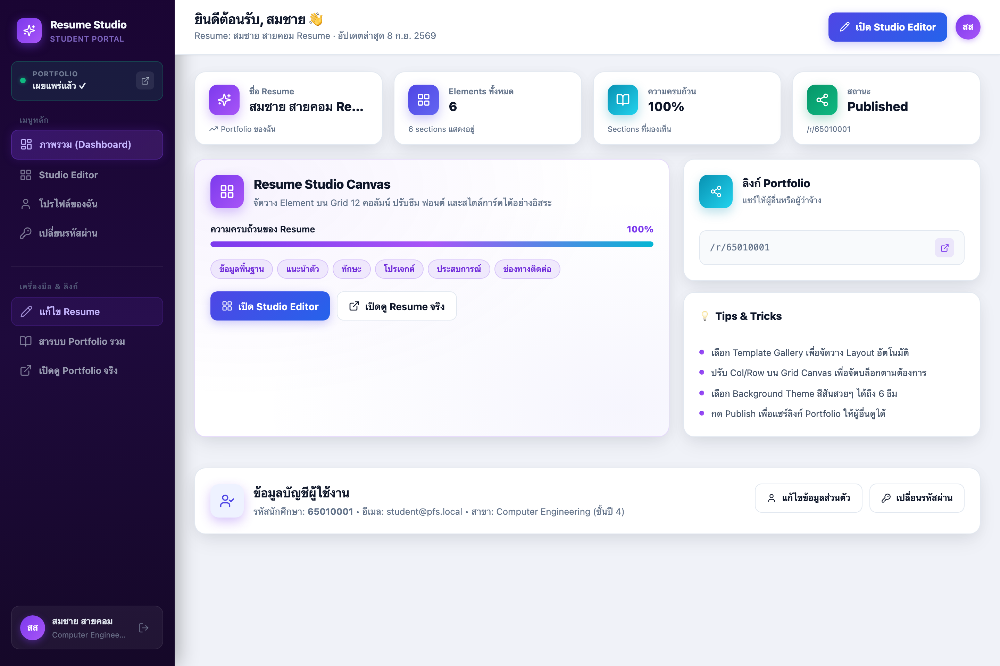 Resume Studio
STUDENT PORTAL
PORTFOLIO
เผยแพร่แล้ว ✓
เมนูหลัก
ภาพรวม (Dashboard)
Studio Editor
โปรไฟล์ของฉัน
เปลี่ยนรหัสผ่าน
เครื่องมือ & ลิงก์
แก้ไข Resume
สารบบ Portfolio รวม
เปิดดู Portfolio จริง
สส
สมชาย สายคอม
Computer Enginee...
ยินดีต้อนรับ, สมชาย 👋
Resume: สมชาย สายคอม Resume · อัปเดตล่าสุด 8 ก.ย. 2569
เปิด Studio Editor
สส
ชื่อ Resume
สมชาย สายคอม Re...
Portfolio ของฉัน
Elements ทั้งหมด
6
6 sections แสดงอยู่
ความครบถ้วน
100%
Sections ที่มองเห็น
สถานะ
Published
/r/65010001
Resume Studio Canvas
จัดวาง Element บน Grid 12 คอลัมน์ ปรับธีม ฟอนต์ และสไตล์การ์ดได้อย่างอิสระ
ความครบถ้วนของ Resume 100%
ข้อมูลพื้นฐาน แนะนำตัว ทักษะ โปรเจกต์ ประสบการณ์ ช่องทางติดต่อ
เปิด Studio Editor เปิดดู Resume จริง
ลิงก์ Portfolio
แชร์ให้ผู้อื่นหรือผู้ว่าจ้าง
/r/65010001
💡 Tips & Tricks
เลือก Template Gallery เพื่อจัดวาง Layout อัตโนมัติ
ปรับ Col/Row บน Grid Canvas เพื่อจัดบล็อกตามต้องการ
เลือก Background Theme สีสันสวยๆ ได้ถึง 6 ธีม
กด Publish เพื่อแชร์ลิงก์ Portfolio ให้ผู้อื่นดูได้
ข้อมูลบัญชีผู้ใช้งาน
รหัสนักศึกษา: 65010001 • อีเมล: student@pfs.local • สาขา: Computer Engineering (ชั้นปี 4)
แก้ไขข้อมูลส่วนตัว เปลี่ยนรหัสผ่าน